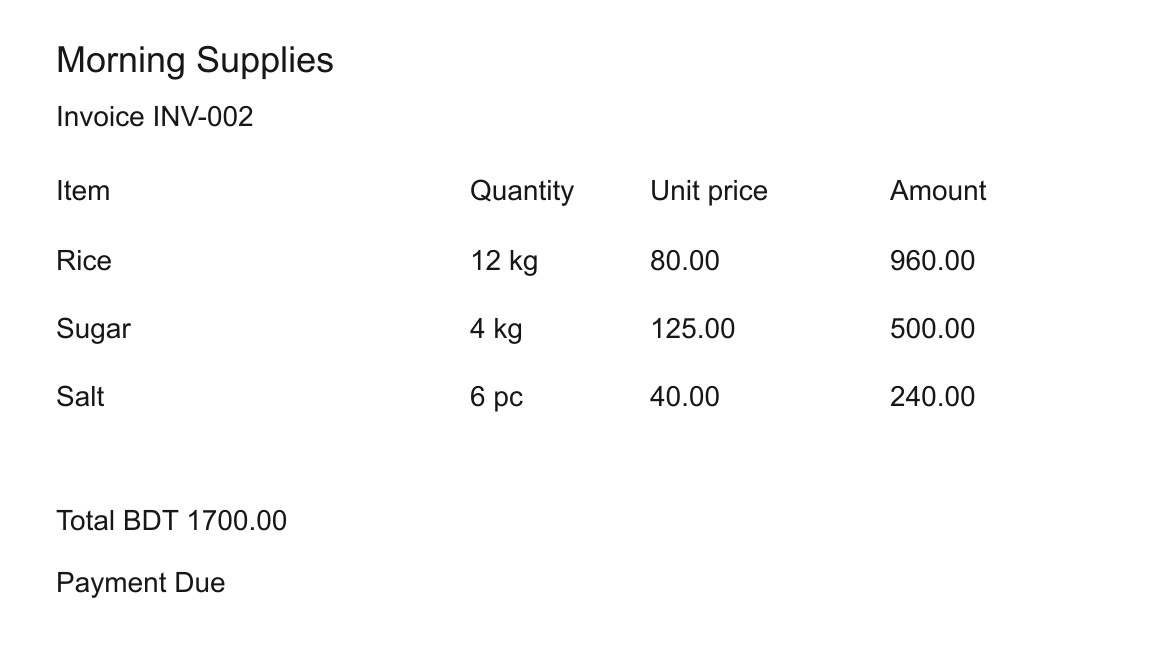 Morning Supplies
Invoice INV-002
Item Quantity Unit price Amount
Rice 12 kg 80.00 960.00
Sugar 4 kg 125.00 500.00
Salt 6 pc 40.00 240.00
Total BDT 1700.00
Payment Due